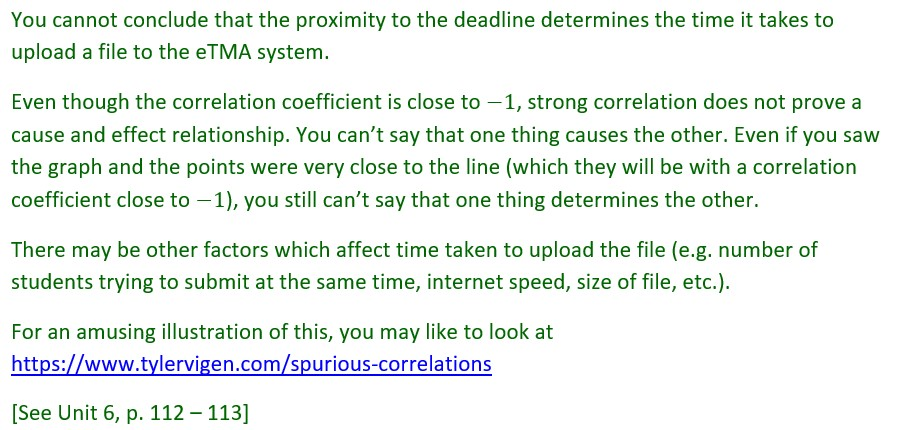 You cannot conclude that the proximity to the deadline determines the time it takes to
upload a file to the eTMA system.
Even though the correlation coefficient is close to −1, strong correlation does not prove a
cause and effect relationship. You can’t say that one thing causes the other. Even if you saw
the graph and the points were very close to the line (which they will be with a correlation
coefficient close to −1), you still can’t say that one thing determines the other.
There may be other factors which affect time taken to upload the file (e.g. number of
students trying to submit at the same time, internet speed, size of file, etc.).
For an amusing illustration of this, you may like to look at
https://www.tylervigen.com/spurious-correlations
[See Unit 6, p. 112 – 113]